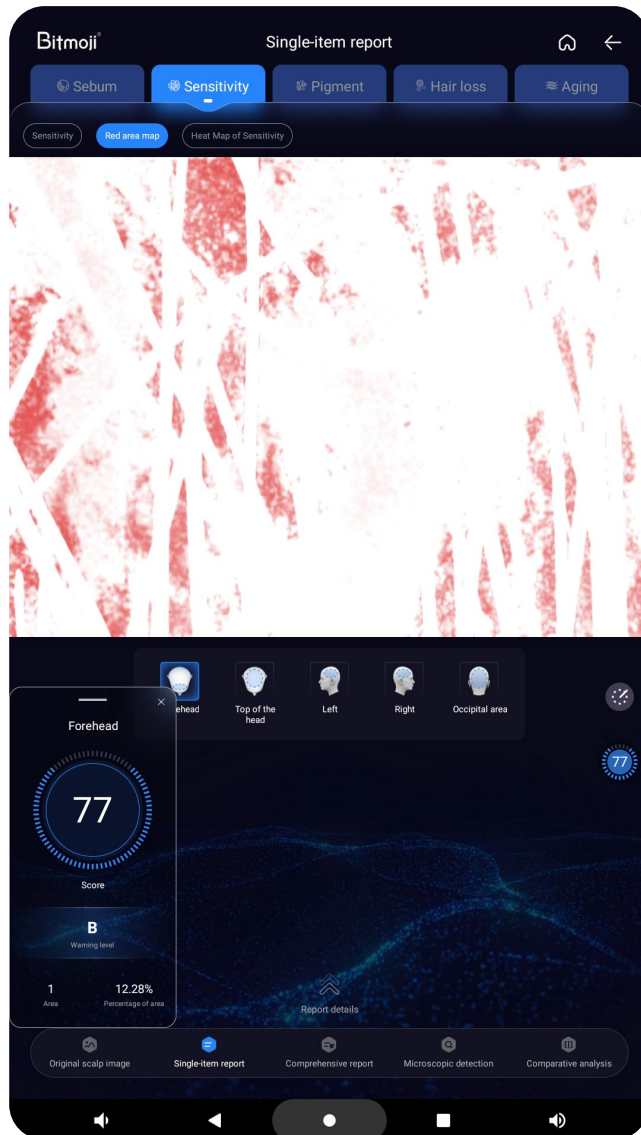 Bitmoji®
Single-item report
Sebum
Sensitivity
Pigment
Hair loss
Aging
Sensitivity
Red area map
Heat Map of Sensitivity
ehead
Top of the
head
Left
Right
Occipital area
Forehead
77
77
Score
B
Warning level
1
12.28%
Area
Percentage of area
Report details
Original scalp image
Single-item report
Comprehensive report
Microscopic detection
Comparative analysis